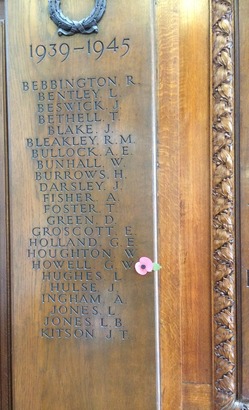 1939-1945
BEBBINGTON. R.
BENTLEY. L.
BESWICK. J.
BETHELL. T.
BLAKE. J.
BLEAKLEY. R.M.
BULLOCK. A.E.
BUNHALL. W.
BURROWS. H.
DARSLEY. J.
FISHER. A.
FOSTER. T.
GREEN. D.
GROSCOTT. E.
HOLLAND. G.E.
HOUGHTON. W.
HOWELL. G.W.
HUGHES. L.
HULSE. J.
INGHAM. A.
JONES. L.
JONES. L.B.
KITSON. J.T.